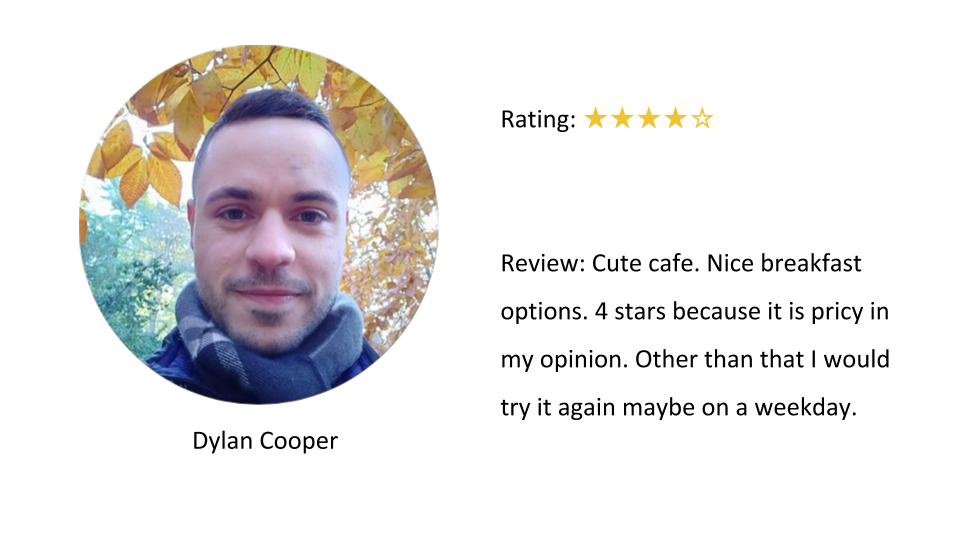 Rating: ★★★★☆
Review: Cute cafe. Nice breakfast
options. 4 stars because it is pricy in
my opinion. Other than that I would
try it again maybe on a weekday.
Dylan Cooper